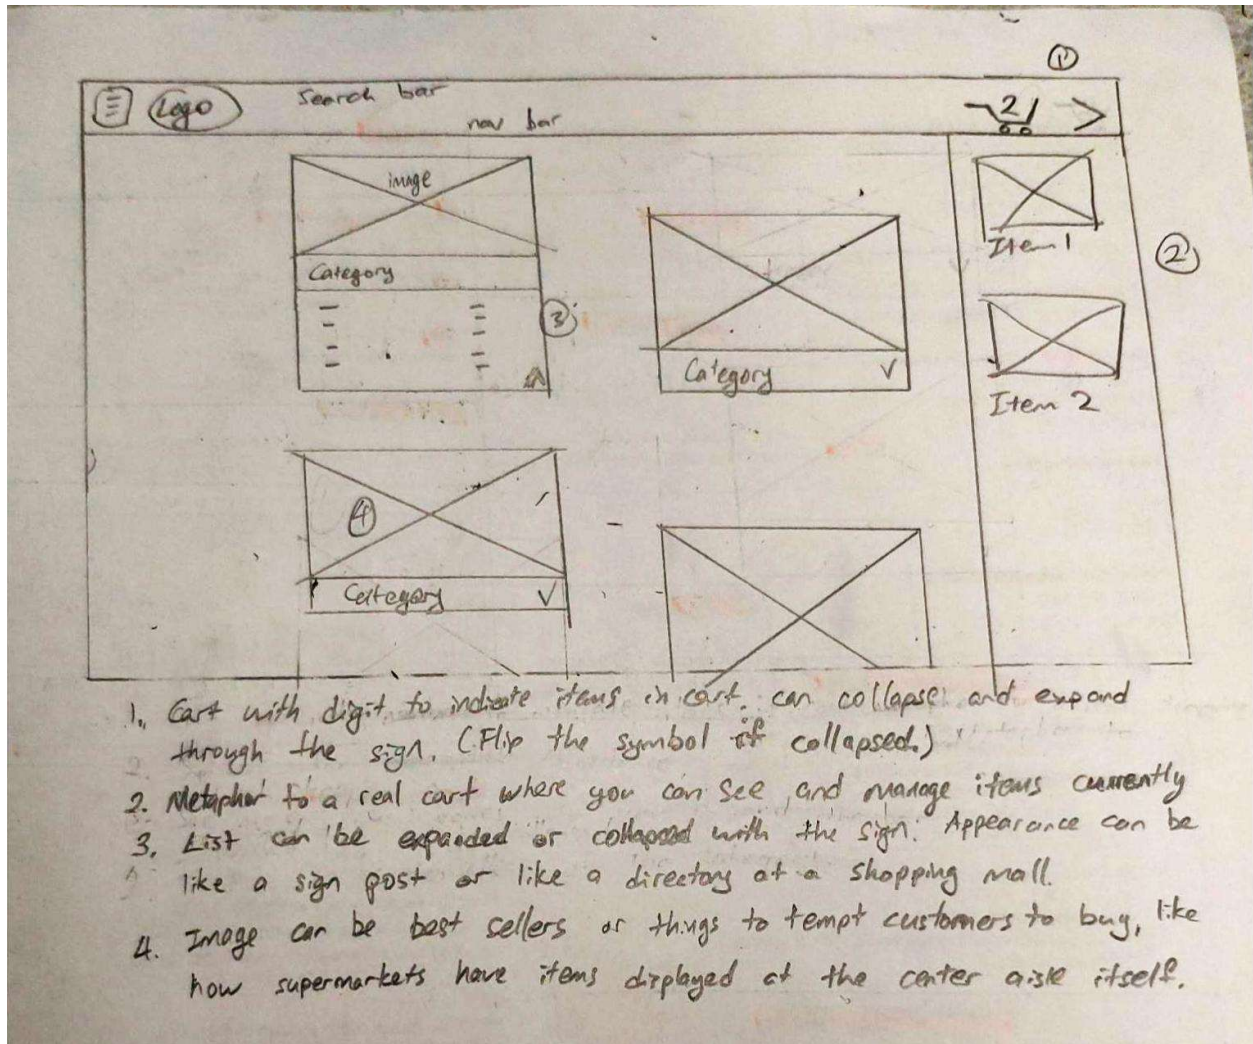 1
Logo
Search bar
nav bar
2
image
Category
3
Category
Item 1
2
Item 2
4
Category
1. Cart with digit to indicate items in cart. can collapse and expand
through the sign. (Flip the symbol if collapsed.)
2. Metaphor to a real cart where you can see and manage items currently
3. List can be expanded or collapsed with the sign. Appearance can be
like a sign post or like a directory at a shopping mall.
4. Image can be best sellers or things to tempt customers to buy, like
how supermarkets have items displayed at the center aisle itself.